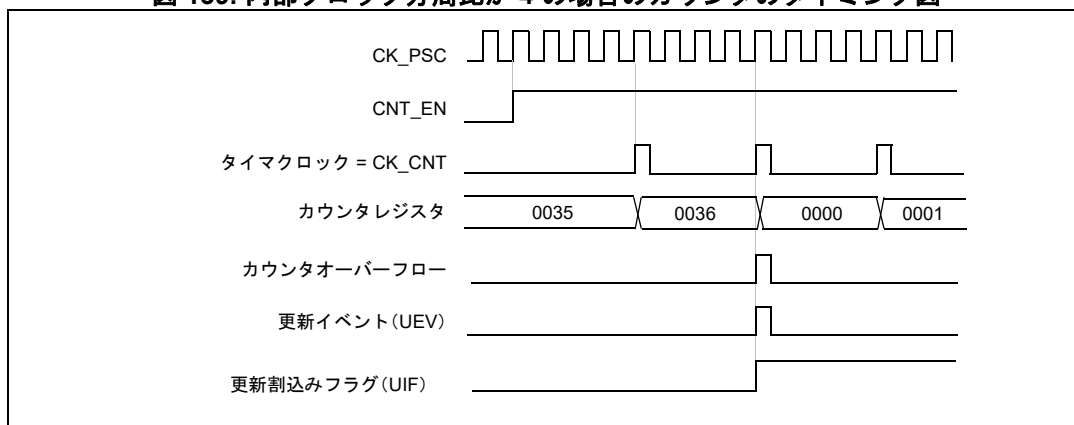 CK_PSC
CNT_EN
タイマクロック = CK_CNT
カウンタレジスタ 0035 0036 0000 0001
カウンタオーバーフロー
更新イベント(UEV)
更新割込みフラグ(UIF)